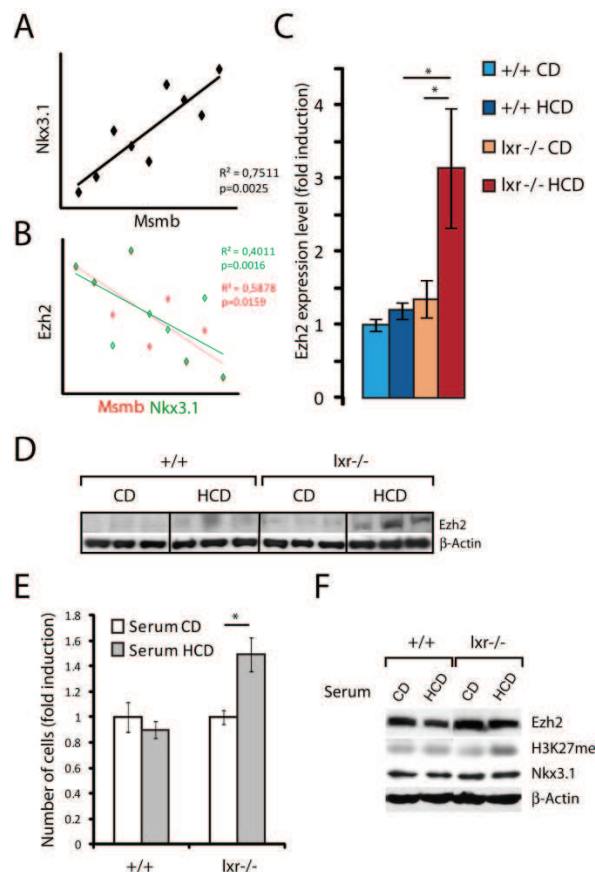 A
Nkx3.1
R² = 0,7511
p=0.0025
Msmb
B
Ezh2
R² = 0,4011
p=0.0016
R² = 0,5878
p=0.0159
Msmb Nkx3.1
C
Ezh2 expression level (fold induction)
4
3
2
1
0
*
*
+/+ CD
+/+ HCD
lxr-/- CD
lxr-/- HCD
D
+/+ lxr-/-
CD HCD CD HCD
Ezh2
β-Actin
E
Number of cells (fold induction)
1.8
1.6
1.4
1.2
1
0.8
0.6
0.4
0.2
0
Serum CD
Serum HCD
*
+/+ lxr-/-
F
+/+ lxr-/-
Serum CD HCD CD HCD
Ezh2
H3K27me
Nkx3.1
β-Actin